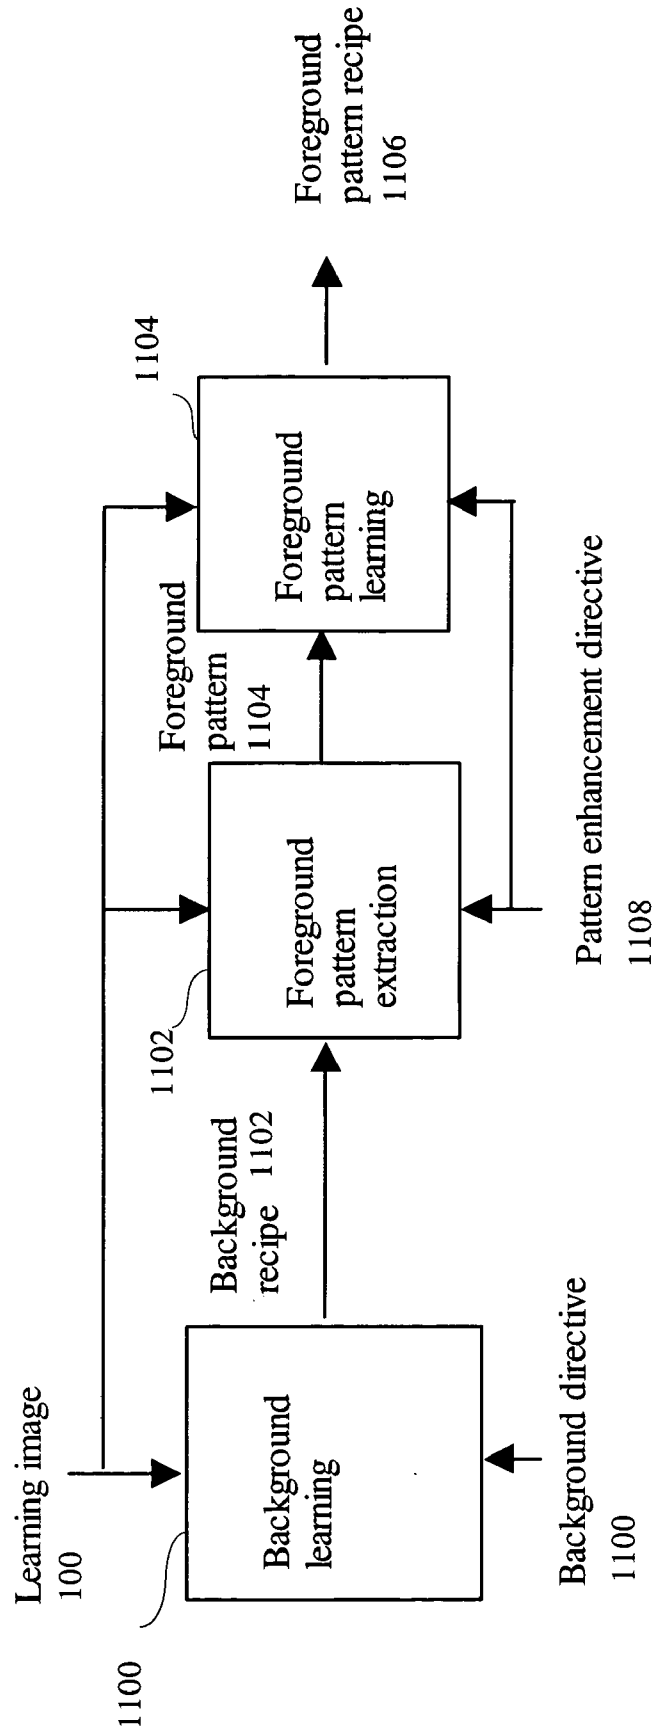 Learning image
100
1100
Background
learning
Background directive
1100
Background
recipe 1102
1102
Foreground
pattern
extraction
Pattern enhancement directive
1108
Foreground
pattern
1104
1104
Foreground
pattern
learning
Foreground
pattern recipe
1106